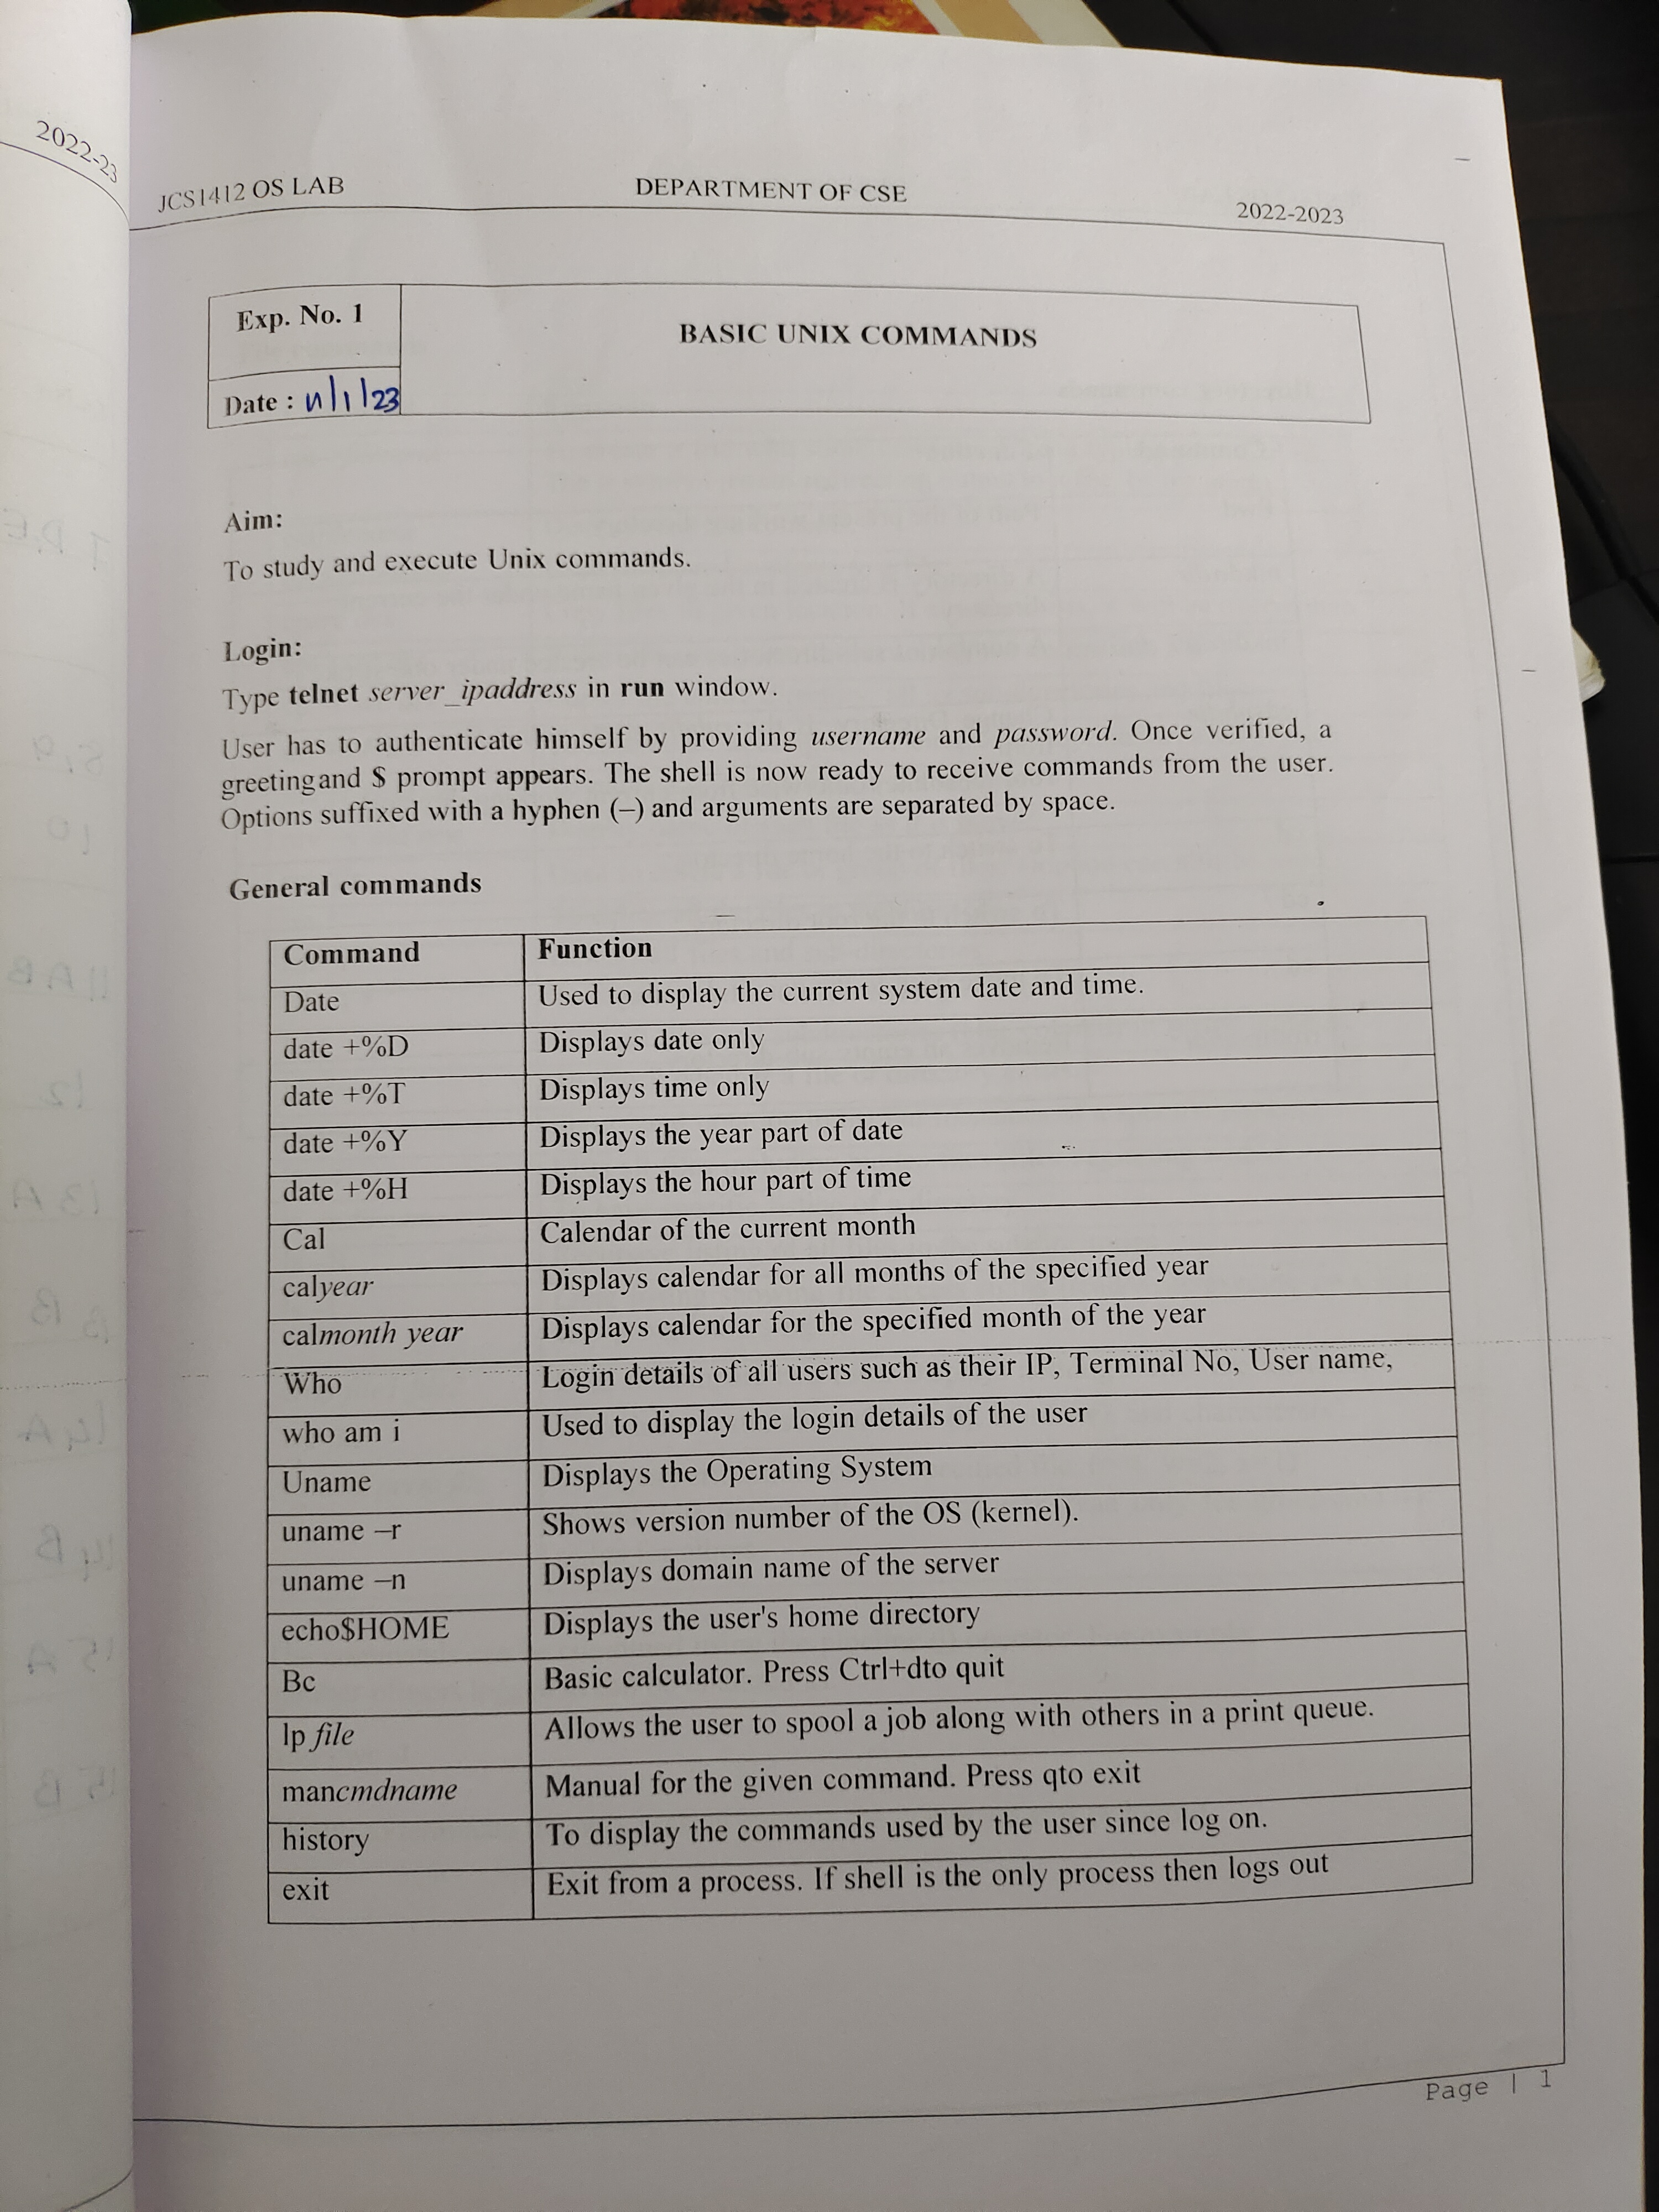 2022-23
JCS1412 OS LAB DEPARTMENT OF CSE 2022-2023
Exp. No. 1
BASIC UNIX COMMANDS
Date : 11/1/23
Aim:
To study and execute Unix commands.
Login:
Type telnet server_ipaddress in run window.
User has to authenticate himself by providing username and password. Once verified, a
greetingand $ prompt appears. The shell is now ready to receive commands from the user.
Options suffixed with a hyphen (–) and arguments are separated by space.
General commands
Command Function
Date Used to display the current system date and time.
date +%D Displays date only
date +%T Displays time only
date +%Y Displays the year part of date
date +%H Displays the hour part of time
Cal Calendar of the current month
calyear Displays calendar for all months of the specified year
calmonth year Displays calendar for the specified month of the year
Who Login details of all users such as their IP, Terminal No, User name,
who am i Used to display the login details of the user
Uname Displays the Operating System
uname –r Shows version number of the OS (kernel).
uname –n Displays domain name of the server
echo$HOME Displays the user's home directory
Bc Basic calculator. Press Ctrl+dto quit
lp file Allows the user to spool a job along with others in a print queue.
mancmdname Manual for the given command. Press qto exit
history To display the commands used by the user since log on.
exit Exit from a process. If shell is the only process then logs out
Page | 1